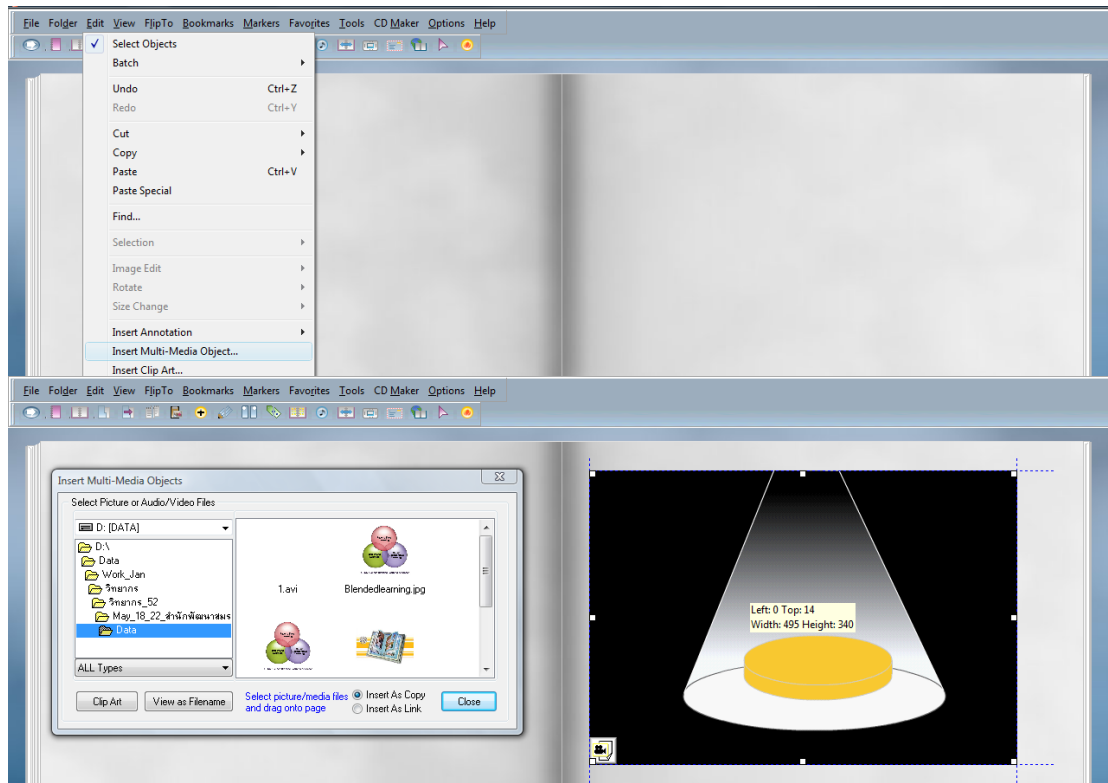 File Folder Edit View FlipTo Bookmarks Markers Favorites Tools CD Maker Options Help
Select Objects
Batch
Undo Ctrl+Z
Redo Ctrl+Y
Cut
Copy
Paste Ctrl+V
Paste Special
Find...
Selection
Image Edit
Rotate
Size Change
Insert Annotation
Insert Multi-Media Object...
Insert Clip Art...
File Folder Edit View FlipTo Bookmarks Markers Favorites Tools CD Maker Options Help
Insert Multi-Media Objects
Select Picture or Audio/Video Files
D: [DATA]
D:\
Data
Work_Jan
วิทยากร
วิทยากร_52
May_18_22_สำนักพัฒนาสมร
Data
ALL Types
1.avi
Blendedlearning.jpg
Clip Art
View as Filename
Select picture/media files
and drag onto page
Insert As Copy
Insert As Link
Close
Left: 0 Top: 14
Width: 495 Height: 340